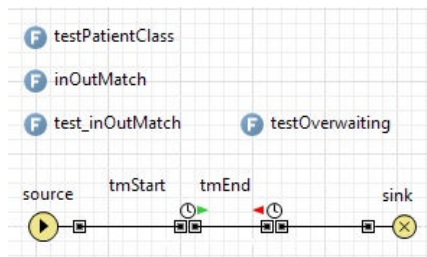 F testPatientClass
F inOutMatch
F test_inOutMatch F testOverwaiting
source tmStart tmEnd sink